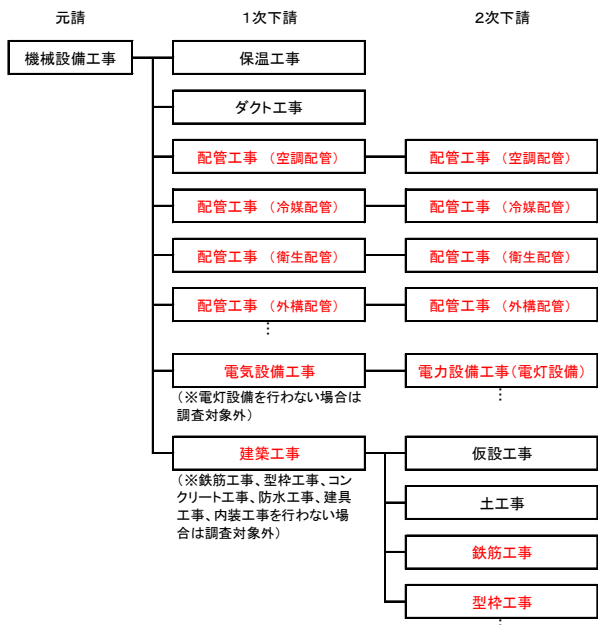 元請 1次下請 2次下請
機械設備工事 保温工事
ダクト工事
配管工事 (空調配管) 配管工事 (空調配管)
配管工事 (冷媒配管) 配管工事 (冷媒配管)
配管工事 (衛生配管) 配管工事 (衛生配管)
配管工事 (外構配管) 配管工事 (外構配管)
⋮ ⋮
電気設備工事 電力設備工事(電灯設備)
(※電灯設備を行わない場合は
調査対象外)
⋮
建築工事 仮設工事
(※鉄筋工事、型枠工事、コン
クリート工事、防水工事、建具
工事、内装工事を行わない場
合は調査対象外)
土工事
鉄筋工事
型枠工事
⋮